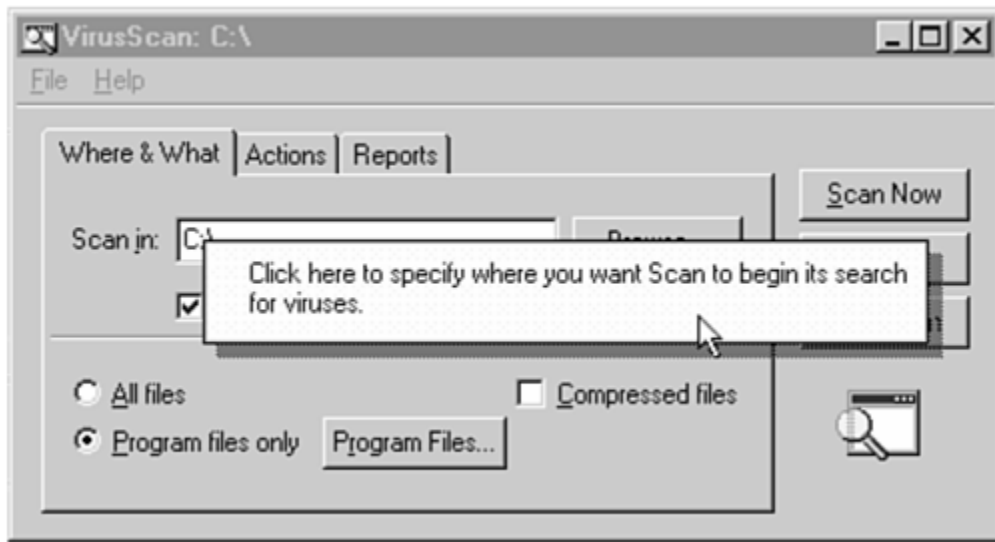 VirusScan: C:\
File Help
Where & What Actions Reports
Scan Now
Scan in: C:\
Click here to specify where you want Scan to begin its search
for viruses.
All files
Compressed files
Program files only Program Files...